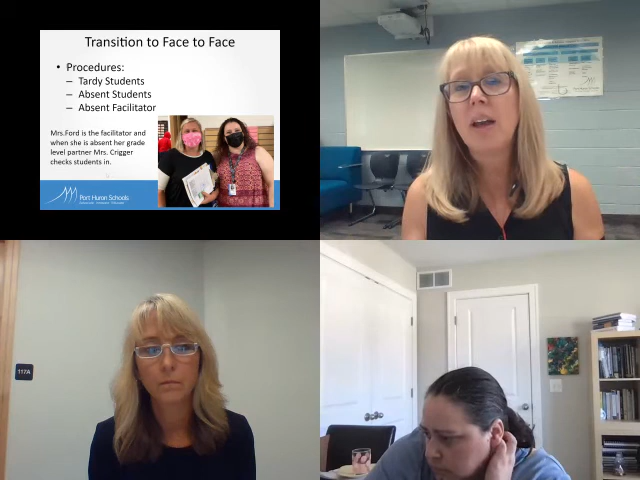 Transition to Face to Face
• Procedures:
– Tardy Students
– Absent Students
– Absent Facilitator
Mrs.Ford is the facilitator and
when she is absent her grade
level partner Mrs. Crigger
checks students in.
Port Huron Schools
117A